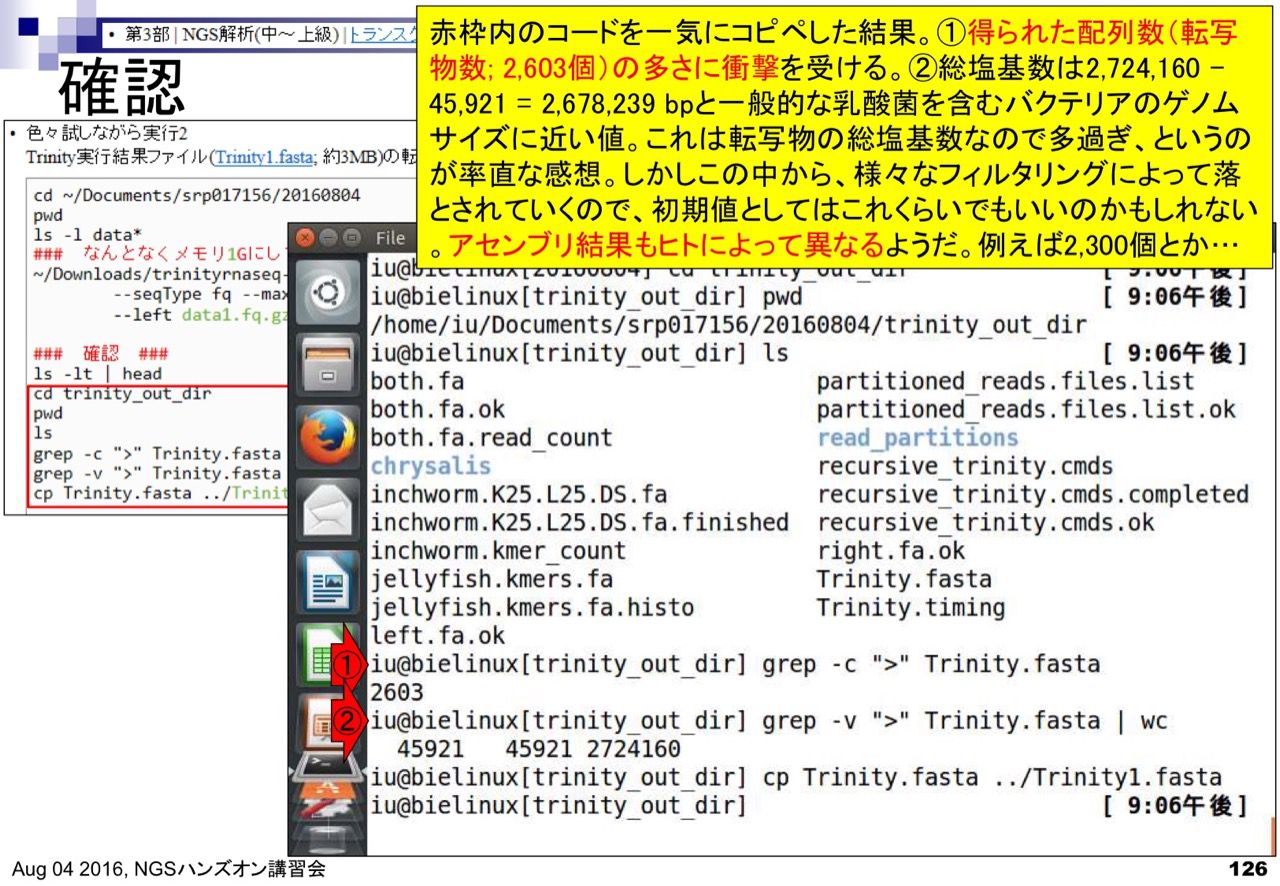 • 第3部 | NGS解析(中～上級) | トランスク
確認
赤枠内のコードを一気にコピペした結果。①得られた配列数(転写
物数; 2,603個)の多さに衝撃を受ける。②総塩基数は2,724,160 –
45,921 = 2,678,239 bpと一般的な乳酸菌を含むバクテリアのゲノム
サイズに近い値。これは転写物の総塩基数なので多過ぎ、というの
が率直な感想。しかしこの中から、様々なフィルタリングによって落
とされていくので、初期値としてはこれくらいでもいいのかもしれない
。アセンブリ結果もヒトによって異なるようだ。例えば2,300個とか…
• 色々試しながら実行2
Trinity実行結果ファイル(Trinity1.fasta; 約3MB)の転
cd ~/Documents/srp017156/20160804
pwd
ls -l data*
### なんとなくメモリ1Gにし
~/Downloads/trinityrnaseq-
--seqType fq --max
--left data1.fq.gz
### 確認 ###
ls -lt | head
cd trinity_out_dir
pwd
ls
grep -c ">" Trinity.fasta
grep -v ">" Trinity.fasta
cp Trinity.fasta ../Trinit
File
iu@bielinux[20160804] cd trinity_out_dir [ 9:06午後]
iu@bielinux[trinity_out_dir] pwd [ 9:06午後]
/home/iu/Documents/srp017156/20160804/trinity_out_dir
iu@bielinux[trinity_out_dir] ls [ 9:06午後]
both.fa partitioned_reads.files.list
both.fa.ok partitioned_reads.files.list.ok
both.fa.read_count read_partitions
chrysalis recursive_trinity.cmds
inchworm.K25.L25.DS.fa recursive_trinity.cmds.completed
inchworm.K25.L25.DS.fa.finished recursive_trinity.cmds.ok
inchworm.kmer_count right.fa.ok
jellyfish.kmers.fa Trinity.fasta
jellyfish.kmers.fa.histo Trinity.timing
left.fa.ok
① iu@bielinux[trinity_out_dir] grep -c ">" Trinity.fasta
2603
② iu@bielinux[trinity_out_dir] grep -v ">" Trinity.fasta | wc
45921 45921 2724160
iu@bielinux[trinity_out_dir] cp Trinity.fasta ../Trinity1.fasta
iu@bielinux[trinity_out_dir] [ 9:06午後]
Aug 04 2016, NGSハンズオン講習会
126